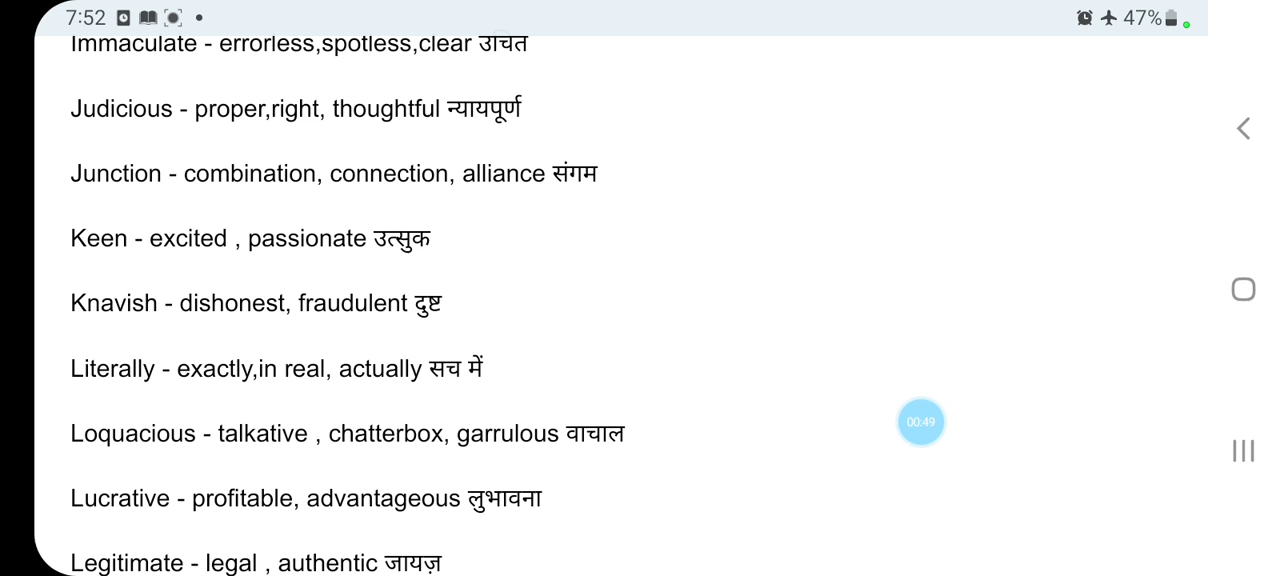 7:52 47%
Immaculate - errorless,spotless,clear उचित
Judicious - proper,right, thoughtful न्यायपूर्ण
Junction - combination, connection, alliance संगम
Keen - excited , passionate उत्सुक
Knavish - dishonest, fraudulent दुष्ट
Literally - exactly,in real, actually सच में
00:49
Loquacious - talkative , chatterbox, garrulous वाचाल
Lucrative - profitable, advantageous लुभावना
Legitimate - legal , authentic जायज़